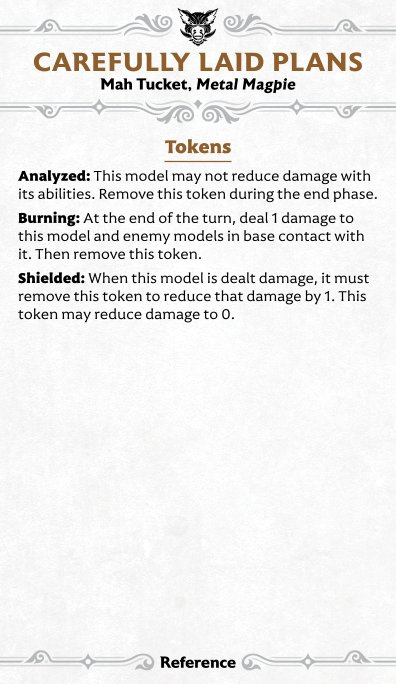 CAREFULLY LAID PLANS
Mah Tucket, Metal Magpie
Tokens
Analyzed: This model may not reduce damage with
its abilities. Remove this token during the end phase.
Burning: At the end of the turn, deal 1 damage to
this model and enemy models in base contact with
it. Then remove this token.
Shielded: When this model is dealt damage, it must
remove this token to reduce that damage by 1. This
token may reduce damage to 0.
Reference